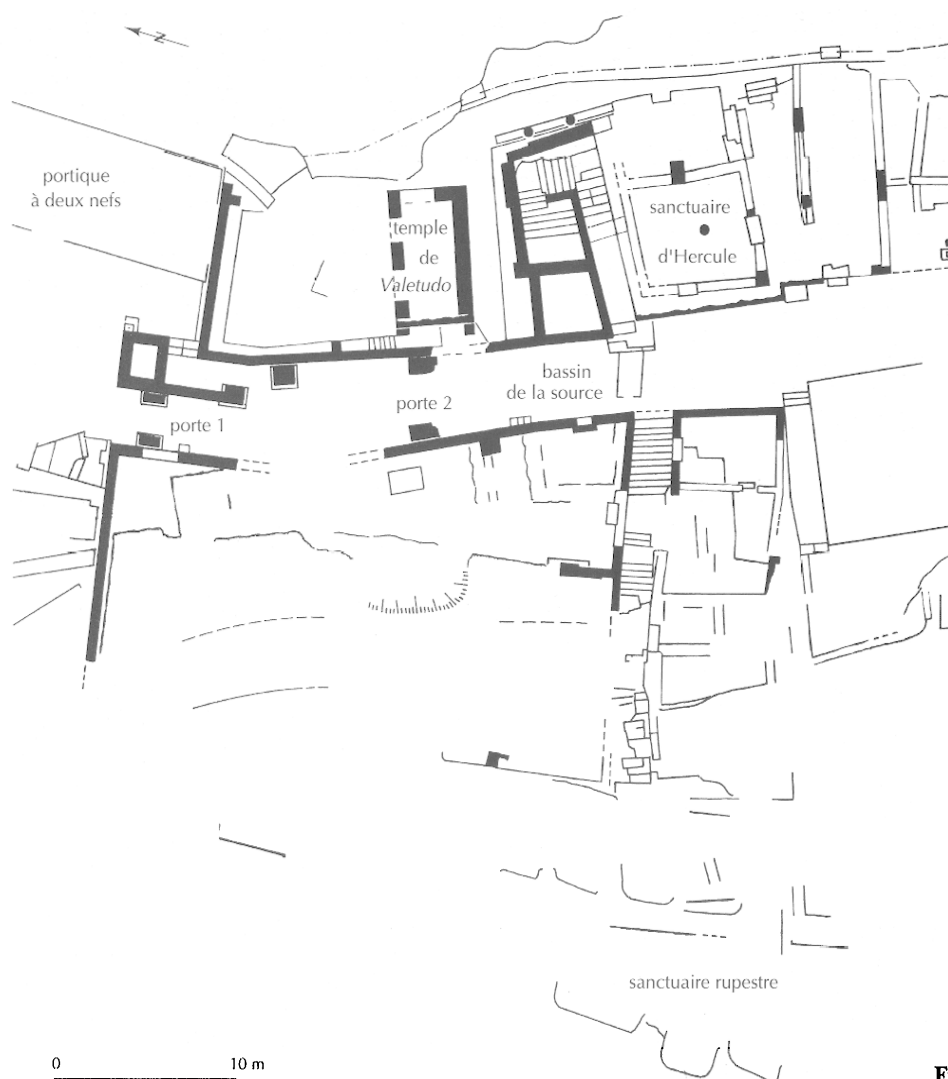 N
portique
à deux nefs
temple
de
Valetudo
sanctuaire
d'Hercule
bassin
de la source
porte 1
porte 2
sanctuaire rupestre
0 10 m
E